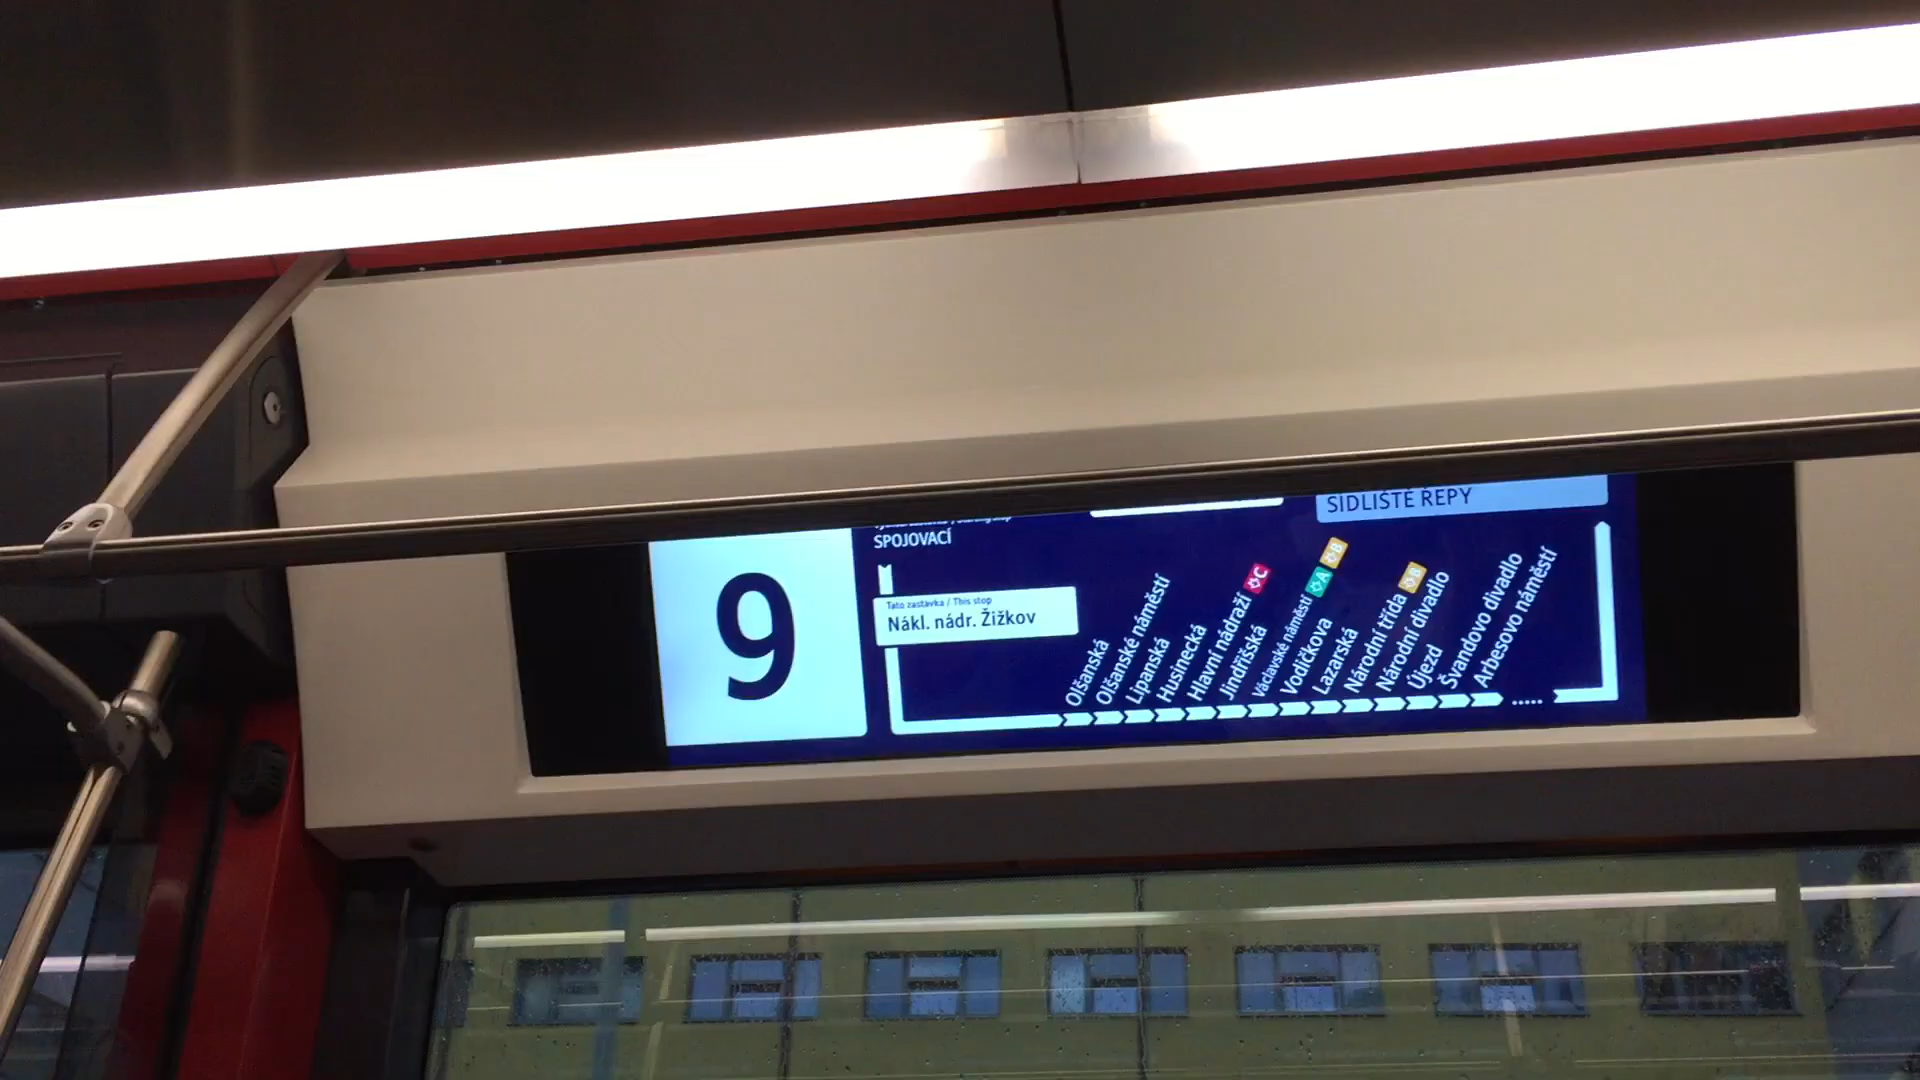 9
SPOJOVACÍ
SÍDLIŠTĚ ŘEPY
Tato zastávka / This stop
Nákl. nádr. Žižkov
Olšanská
Olšanské náměstí
Lipanská
Husinecká
Hlavní nádraží C
Jindřišská
Václavské náměstí A B
Vodičkova
Lazarská
Národní třída B
Národní divadlo
Újezd
Švandovo divadlo
Arbesovo náměstí
.....